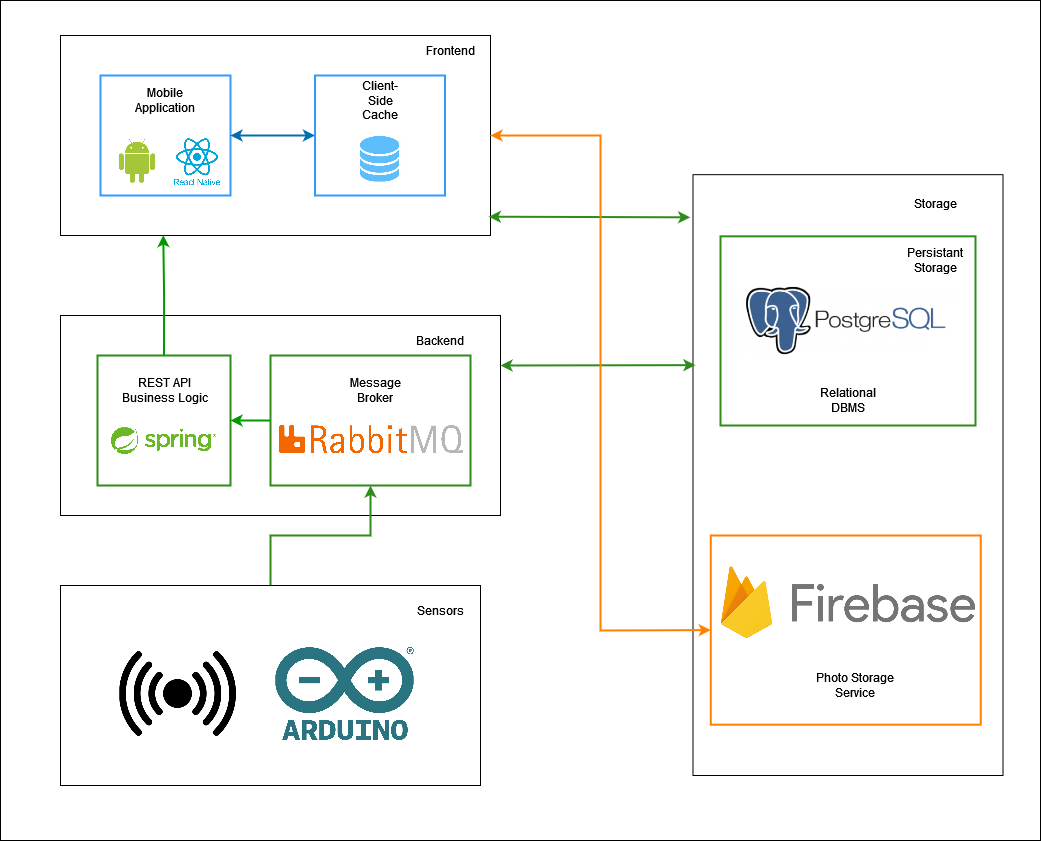 Frontend
Mobile
Application
React Native
Client-
Side
Cache
Storage
Persistant
Storage
PostgreSQL
Relational
DBMS
Backend
REST API
Business Logic
spring
Message
Broker
RabbitMQ
Firebase
Photo Storage
Service
Sensors
ARDUINO